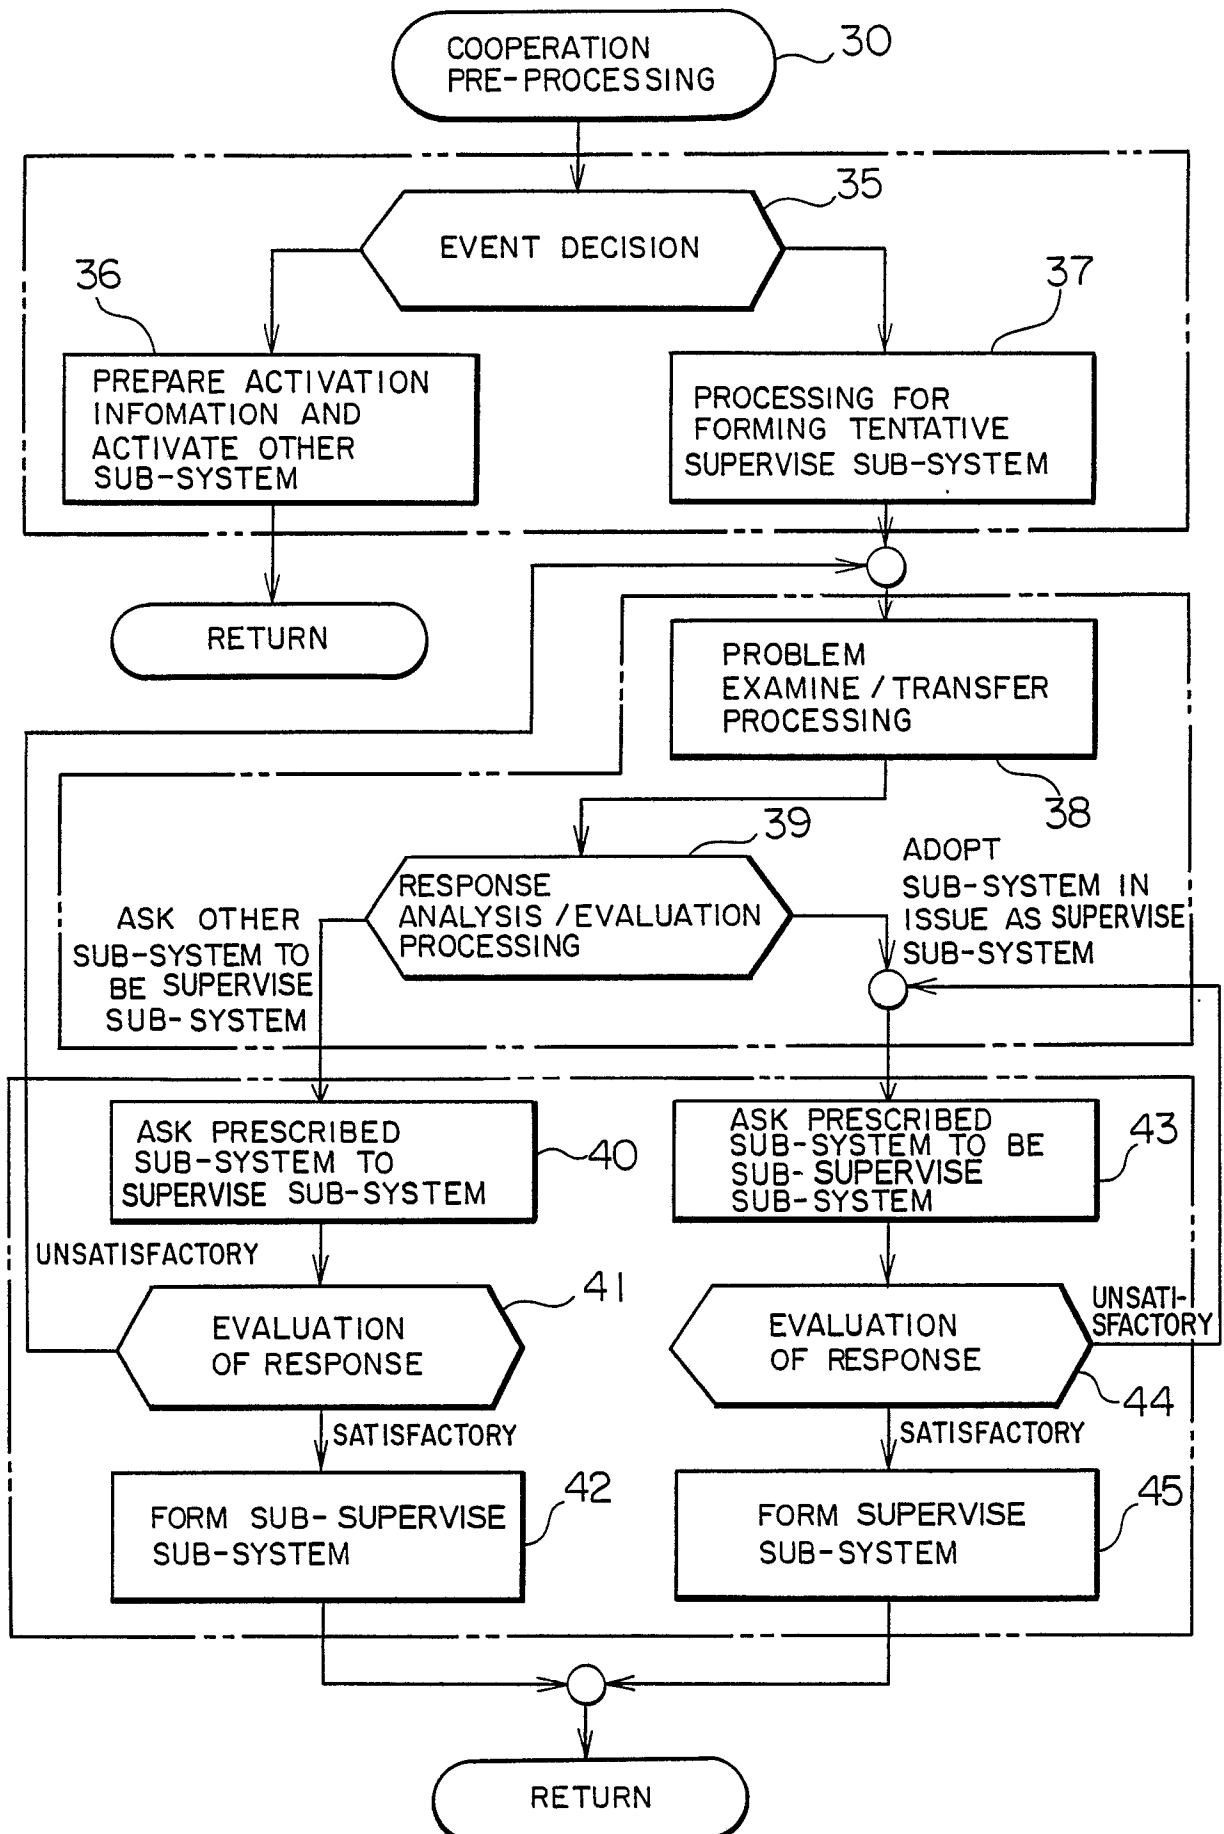 COOPERATION
PRE-PROCESSING
30
35
EVENT DECISION
36
37
PREPARE ACTIVATION
INFOMATION AND
ACTIVATE OTHER
SUB-SYSTEM
PROCESSING FOR
FORMING TENTATIVE
SUPERVISE SUB-SYSTEM
RETURN
PROBLEM
EXAMINE / TRANSFER
PROCESSING
38
39
RESPONSE
ANALYSIS / EVALUATION
PROCESSING
ADOPT
SUB-SYSTEM IN
ISSUE AS SUPERVISE
SUB-SYSTEM
ASK OTHER
SUB-SYSTEM TO
BE SUPERVISE
SUB-SYSTEM
ASK PRESCRIBED
SUB-SYSTEM TO
SUPERVISE SUB-SYSTEM
40
ASK PRESCRIBED
SUB-SYSTEM TO BE
SUB-SUPERVISE
SUB-SYSTEM
43
UNSATISFACTORY
EVALUATION
OF RESPONSE
41
EVALUATION
OF RESPONSE
UNSATI-
SFACTORY
44
SATISFACTORY
SATISFACTORY
FORM SUB-SUPERVISE
SUB-SYSTEM
42
FORM SUPERVISE
SUB-SYSTEM
45
RETURN